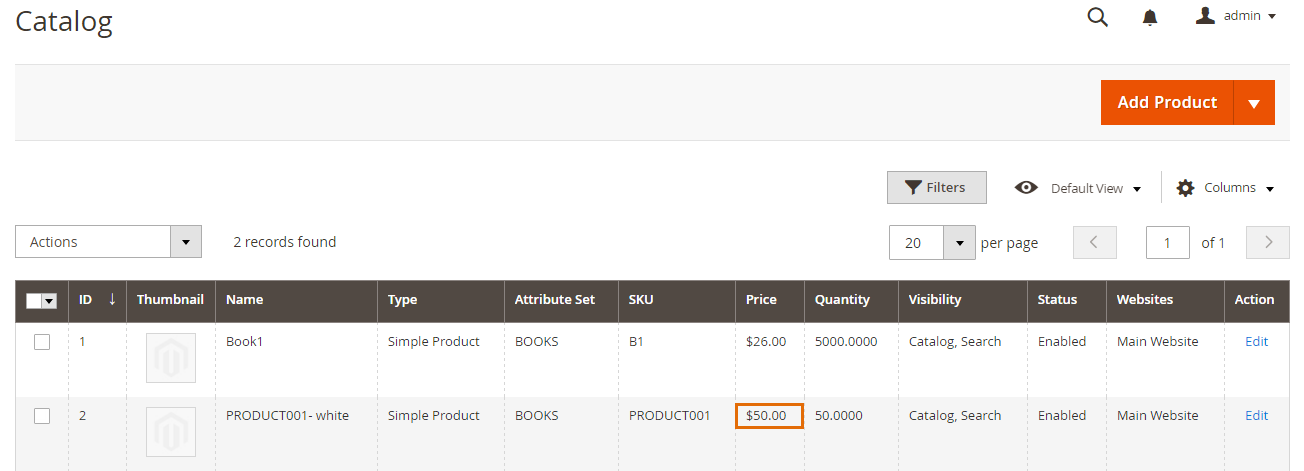 Catalog
admin
Add Product
Filters
Default View
Columns
Actions
2 records found
20
per page
1
of 1
ID ↓ Thumbnail Name Type Attribute Set SKU Price Quantity Visibility Status Websites Action
1 Book1 Simple Product BOOKS B1 $26.00 5000.0000 Catalog, Search Enabled Main Website Edit
2 PRODUCT001- white Simple Product BOOKS PRODUCT001 $50.00 50.0000 Catalog, Search Enabled Main Website Edit